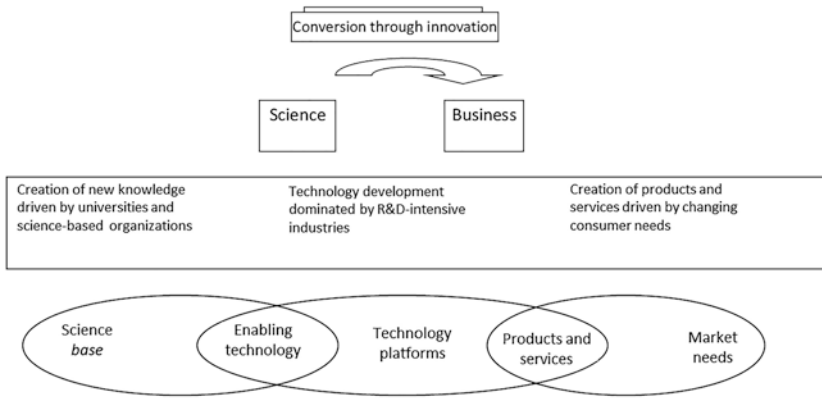 Conversion through innovation
Science
Business
Creation of new knowledge
driven by universities and
science-based organizations
Technology development
dominated by R&D-intensive
industries
Creation of products and
services driven by changing
consumer needs
Science
base
Enabling
technology
Technology
platforms
Products and
services
Market
needs